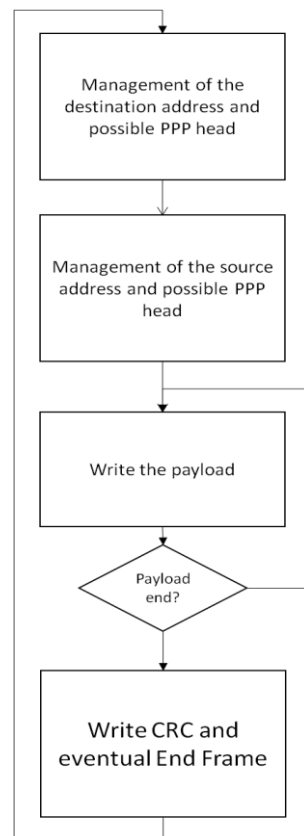 Management of the
destination address and
possible PPP head
Management of the source
address and possible PPP
head
Write the payload
Payload
end?
Write CRC and
eventual End Frame